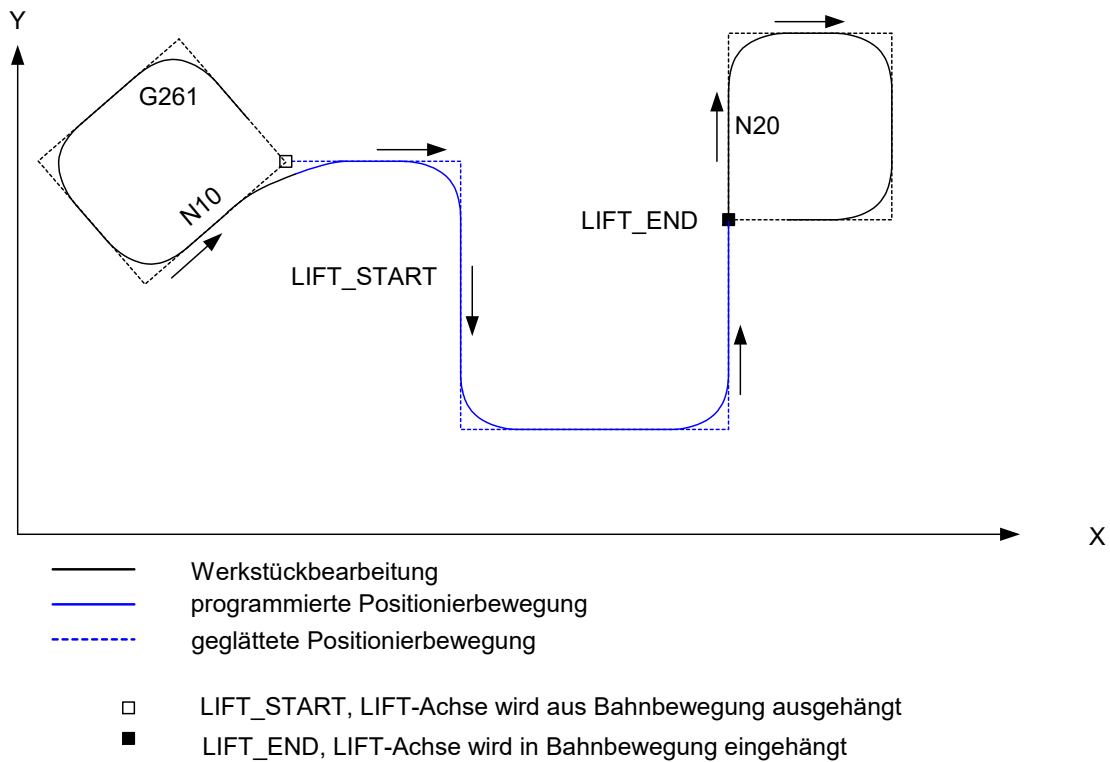 Y
G261
N10
N20
LIFT_END
LIFT_START
X
Werkstückbearbeitung
programmierte Positionierbewegung
geglättete Positionierbewegung
LIFT_START, LIFT-Achse wird aus Bahnbewegung ausgehängt
LIFT_END, LIFT-Achse wird in Bahnbewegung eingehängt